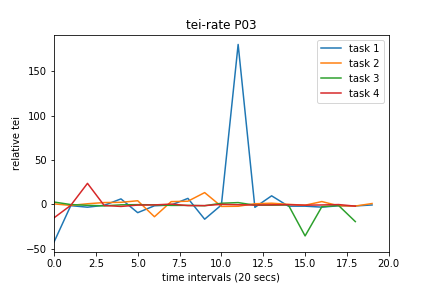 tei-rate P03
task 1
task 2
task 3
task 4
relative tei
150
100
50
0
−50
0.0 2.5 5.0 7.5 10.0 12.5 15.0 17.5 20.0
time intervals (20 secs)